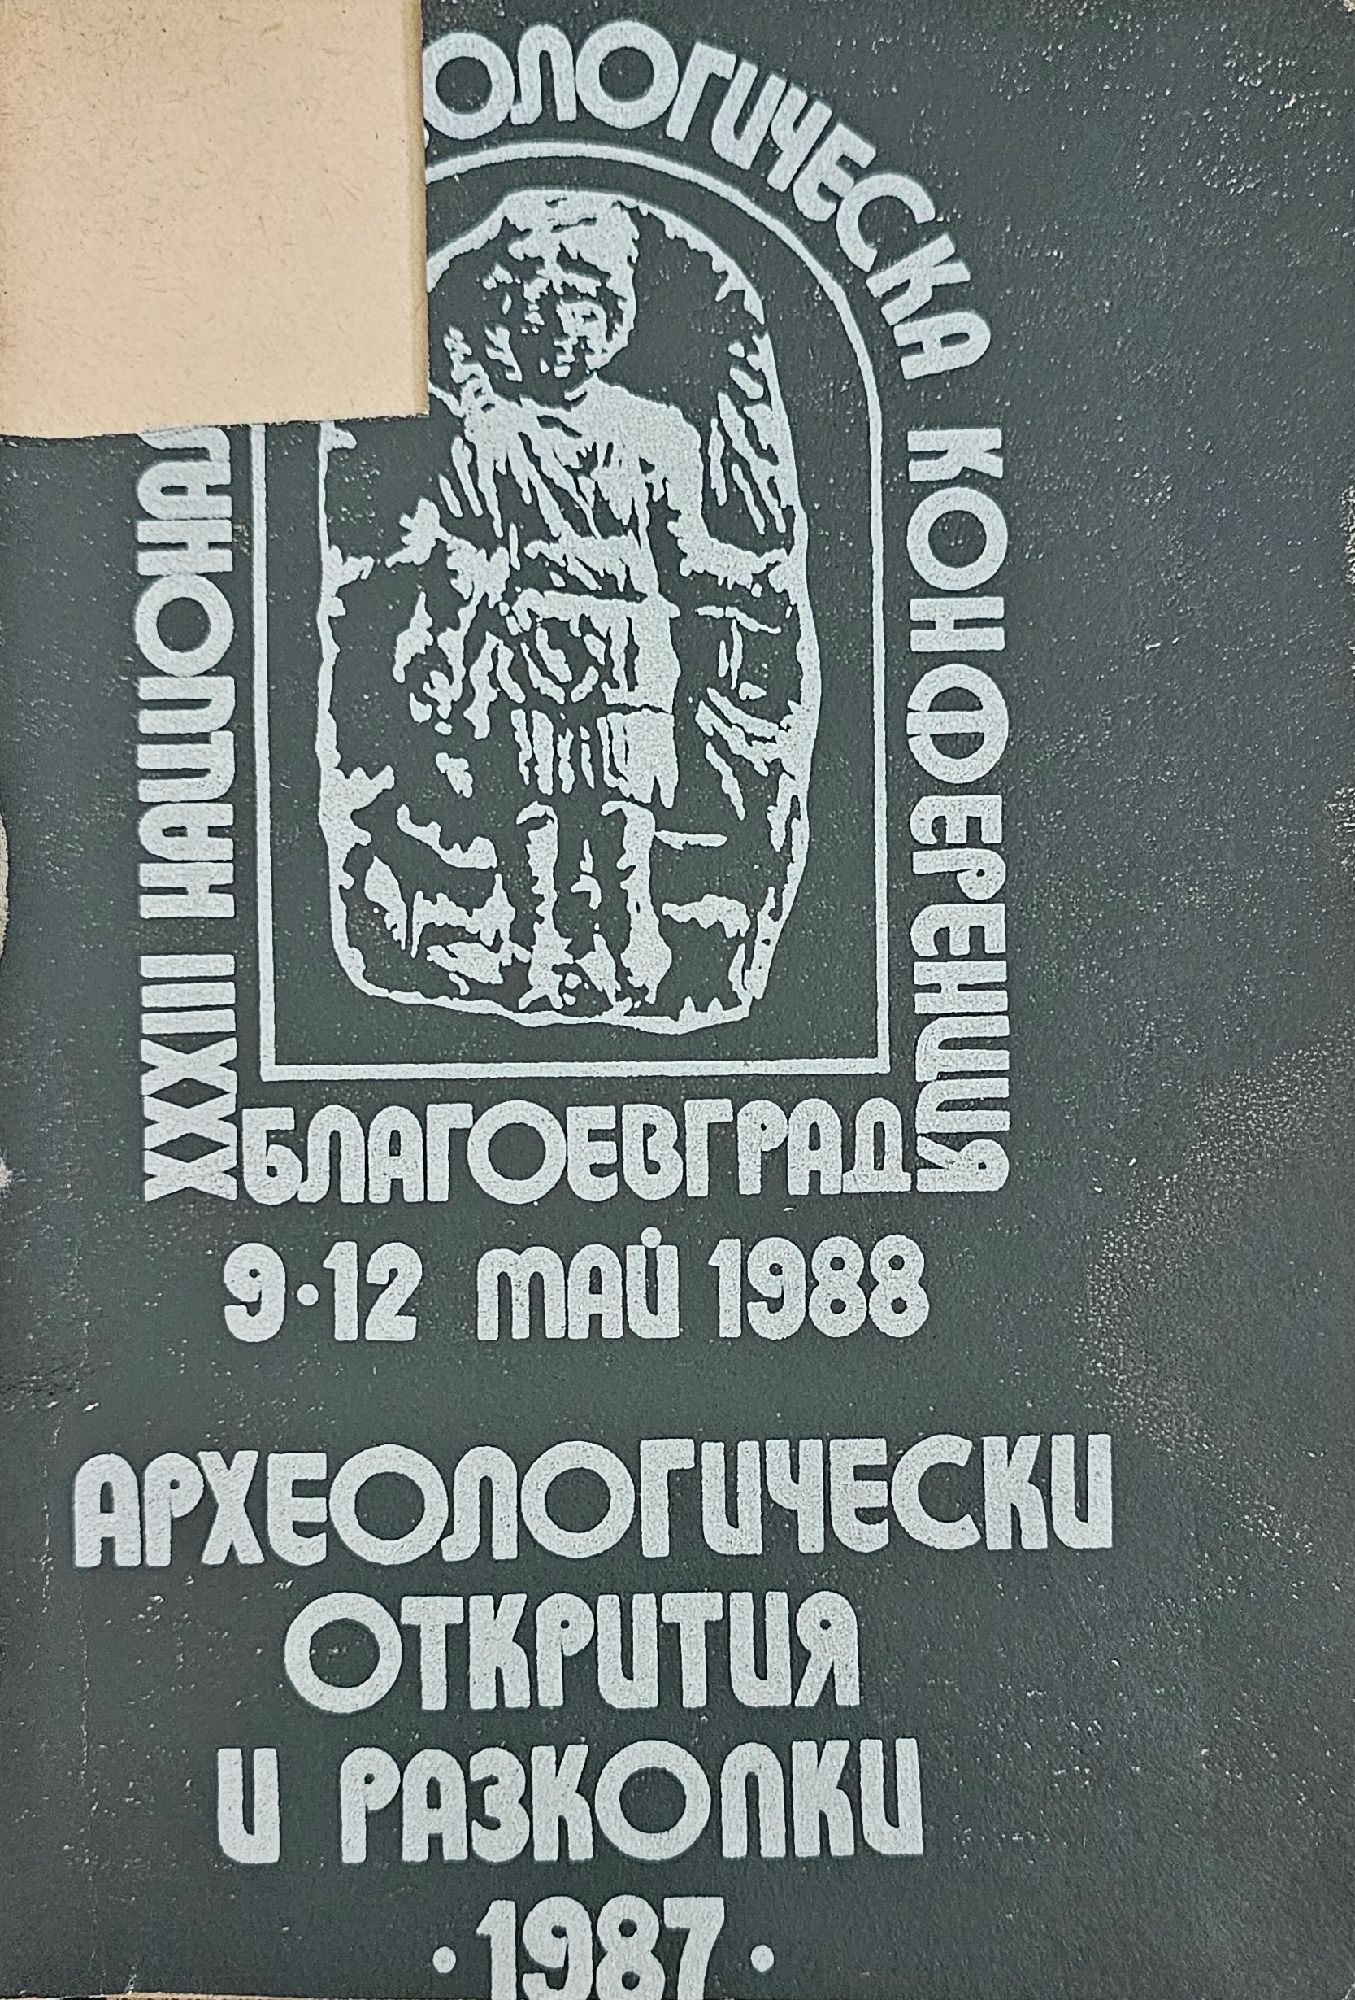 XXXIII НАЦИОНАЛ
ОЛОГИЧЕСКА КОНФЕРЕНЦИЯ
БЛАГОЕВГРАД
9·12 МАЙ 1988
АРХЕОЛОГИЧЕСКИ
ОТКРИТИЯ
И РАЗКОПКИ
·1987·